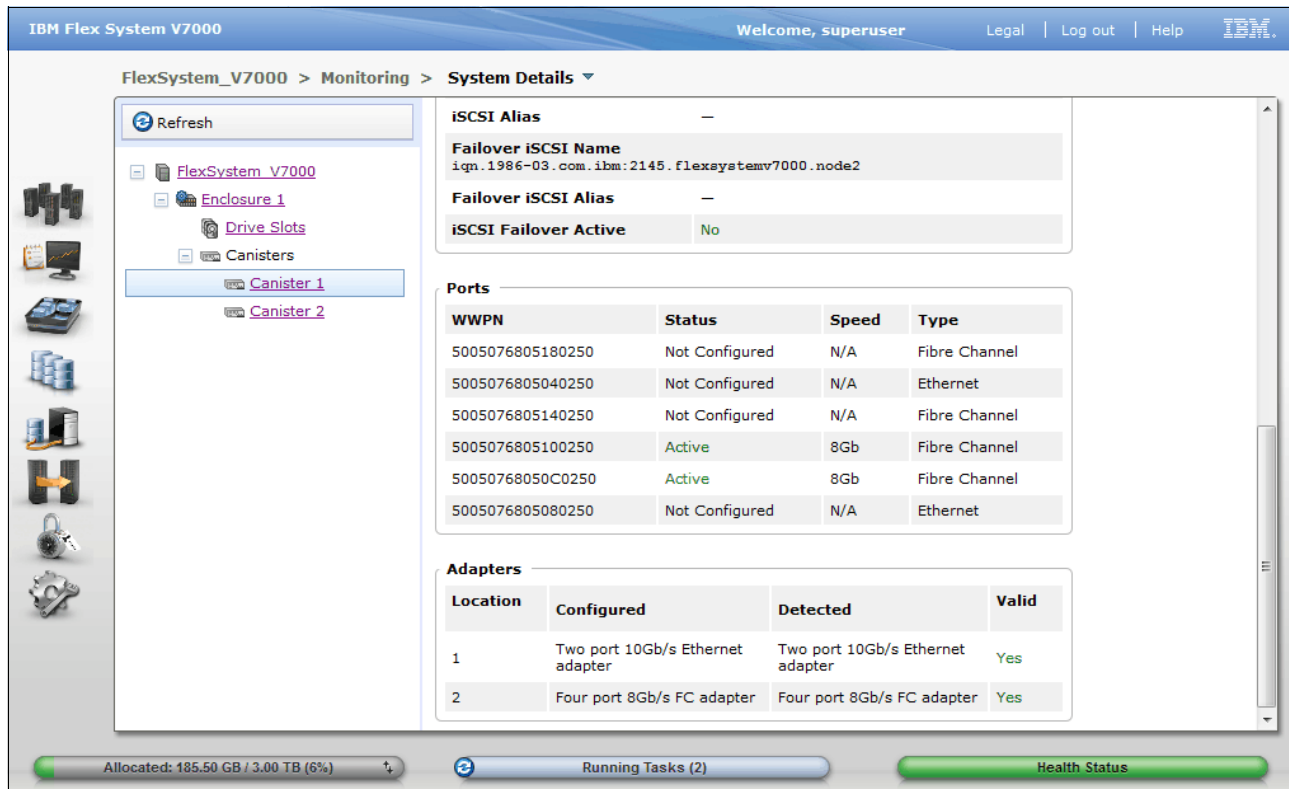 IBM Flex System V7000
Welcome, superuser
Legal | Log out | Help
IBM.
FlexSystem_V7000 > Monitoring > System Details
Refresh
FlexSystem_V7000
Enclosure 1
Drive Slots
Canisters
Canister 1
Canister 2
iSCSI Alias –
Failover iSCSI Name
iqn.1986-03.com.ibm:2145.flexsystemv7000.node2
Failover iSCSI Alias –
iSCSI Failover Active No
Ports
WWPN Status Speed Type
5005076805180250 Not Configured N/A Fibre Channel
5005076805040250 Not Configured N/A Ethernet
5005076805140250 Not Configured N/A Fibre Channel
5005076805100250 Active 8Gb Fibre Channel
50050768050C0250 Active 8Gb Fibre Channel
5005076805080250 Not Configured N/A Ethernet
Adapters
Location Configured Detected Valid
1 Two port 10Gb/s Ethernet adapter Two port 10Gb/s Ethernet adapter Yes
2 Four port 8Gb/s FC adapter Four port 8Gb/s FC adapter Yes
Allocated: 185.50 GB / 3.00 TB (6%)
Running Tasks (2)
Health Status